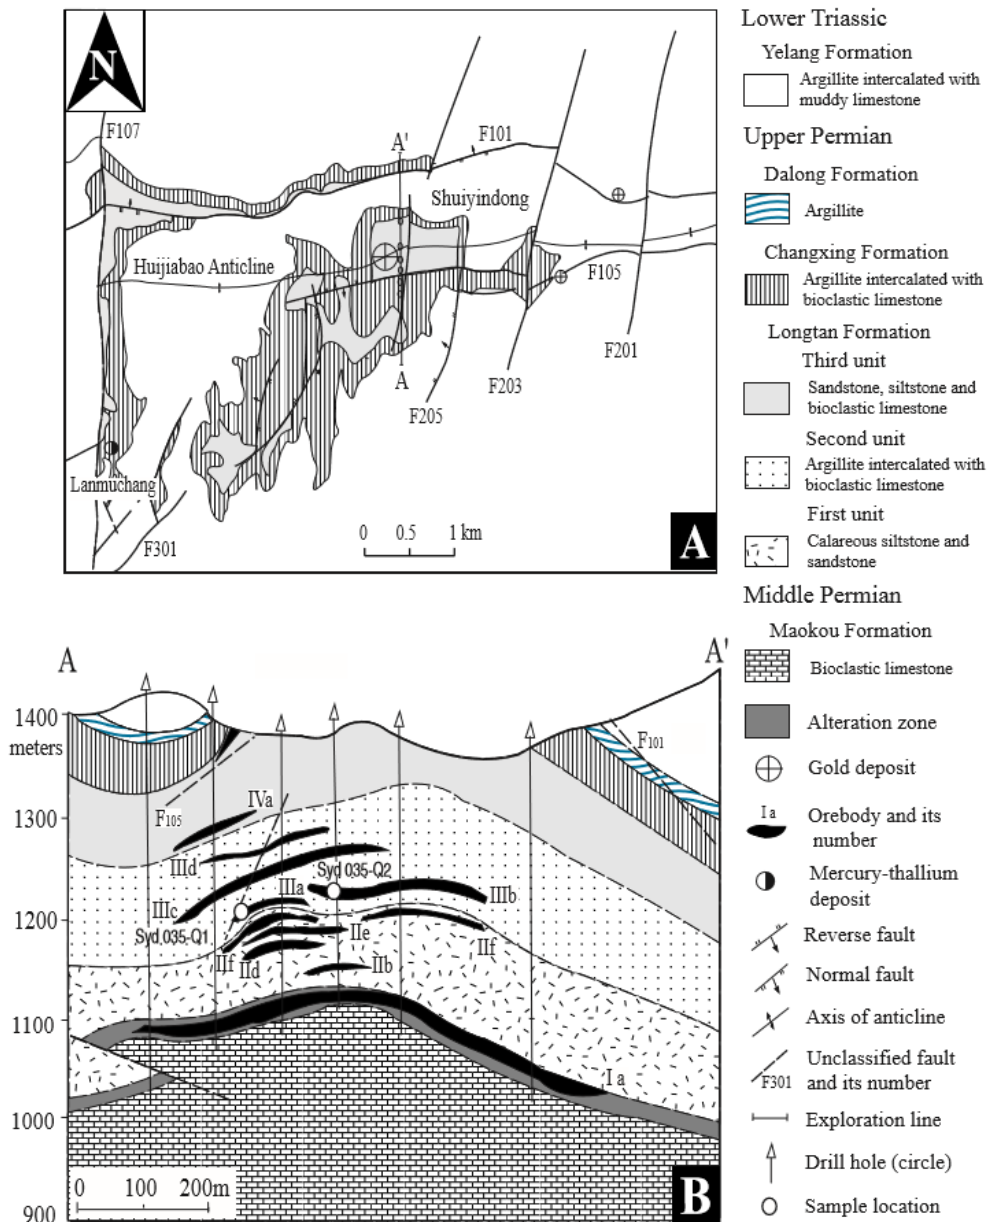 N
F107
A'
F101
Shuiyindong
Huijiabao Anticline
F105
F201
A
F203
F205
Lanmuchang
F301
0 0.5 1 km
A
Lower Triassic
Yelang Formation
Argillite intercalated with
muddy limestone
Upper Permian
Dalong Formation
Argillite
Changxing Formation
Argillite intercalated with
bioclastic limestone
Longtan Formation
Third unit
Sandstone, siltstone and
bioclastic limestone
Second unit
Argillite intercalated with
bioclastic limestone
First unit
Calareous siltstone and
sandstone
Middle Permian
Maokou Formation
Bioclastic limestone
Alteration zone
Gold deposit
Ia
Orebody and its
number
Mercury-thallium
deposit
Reverse fault
Normal fault
Axis of anticline
Unclassified fault
F301 and its number
Exploration line
Drill hole (circle)
Sample location
A
A'
1400
meters
F101
1300
IVa
F105
IIId
Syd 035-Q2
IIIa
IIIb
IIIc
1200
Syd 035-Q1
IIe
IIf
IIf
IId
IIb
1100
Ia
1000
0 100 200m
B
900